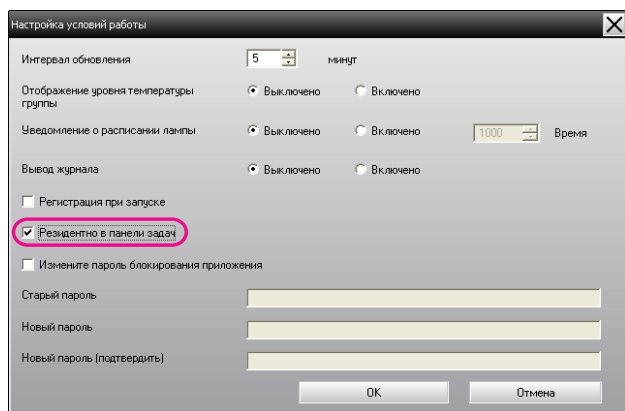 Настройка условий работы
Интервал обновления 5 минут
Отображение уровня температуры группы Выключено Включено
Уведомление о расписании лампы Выключено Включено 1000 Время
Вывод журнала Выключено Включено
Регистрация при запуске
Резидентно в панели задач
Измените пароль блокирования приложения
Старый пароль
Новый пароль
Новый пароль (подтвердить)
OK Отмена